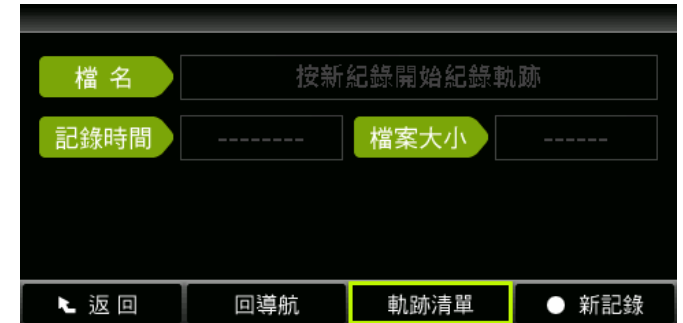 檔名 按新紀錄開始紀錄軌跡
記錄時間 -------- 檔案大小 ------
返回 回導航 軌跡清單 新記錄